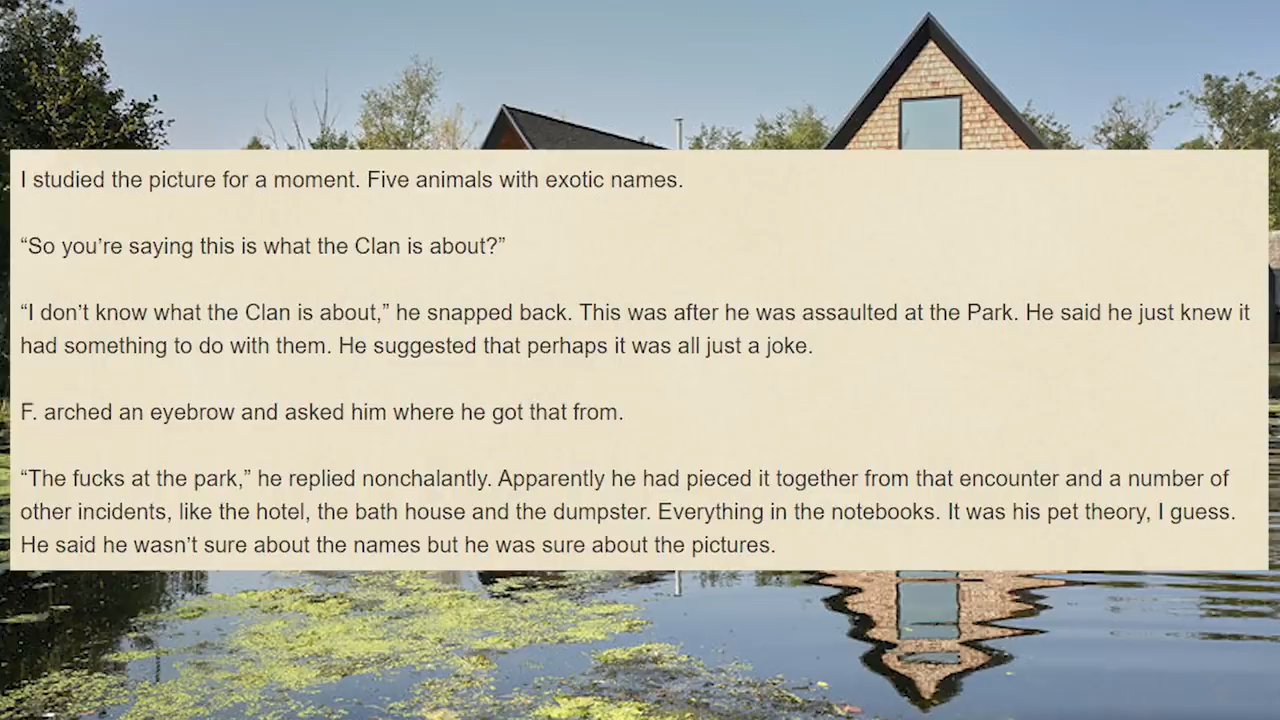 I studied the picture for a moment. Five animals with exotic names.
“So you’re saying this is what the Clan is about?”
“I don’t know what the Clan is about,” he snapped back. This was after he was assaulted at the Park. He said he just knew it
had something to do with them. He suggested that perhaps it was all just a joke.
F. arched an eyebrow and asked him where he got that from.
“The fucks at the park,” he replied nonchalantly. Apparently he had pieced it together from that encounter and a number of
other incidents, like the hotel, the bath house and the dumpster. Everything in the notebooks. It was his pet theory, I guess.
He said he wasn’t sure about the names but he was sure about the pictures.